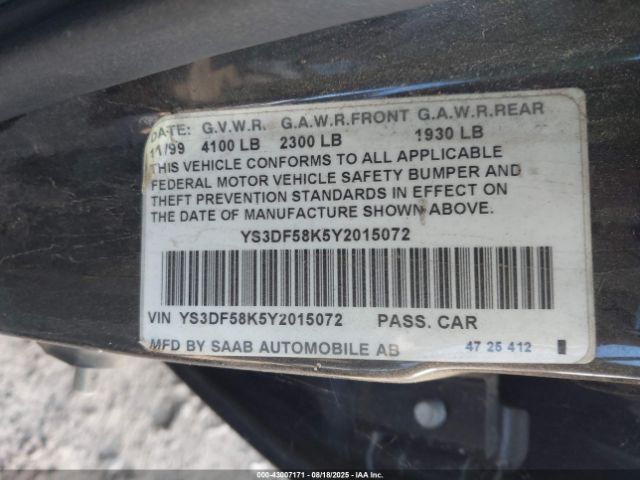 DATE: G.V.W.R. G.A.W.R.FRONT G.A.W.R.REAR
11/99 4100 LB 2300 LB 1930 LB
THIS VEHICLE CONFORMS TO ALL APPLICABLE
FEDERAL MOTOR VEHICLE SAFETY BUMPER AND
THEFT PREVENTION STANDARDS IN EFFECT ON
THE DATE OF MANUFACTURE SHOWN ABOVE.
YS3DF58K5Y2015072
VIN YS3DF58K5Y2015072 PASS. CAR
MFD BY SAAB AUTOMOBILE AB 47 25 412
000-43007171 - 08/18/2025 - IAA Inc.